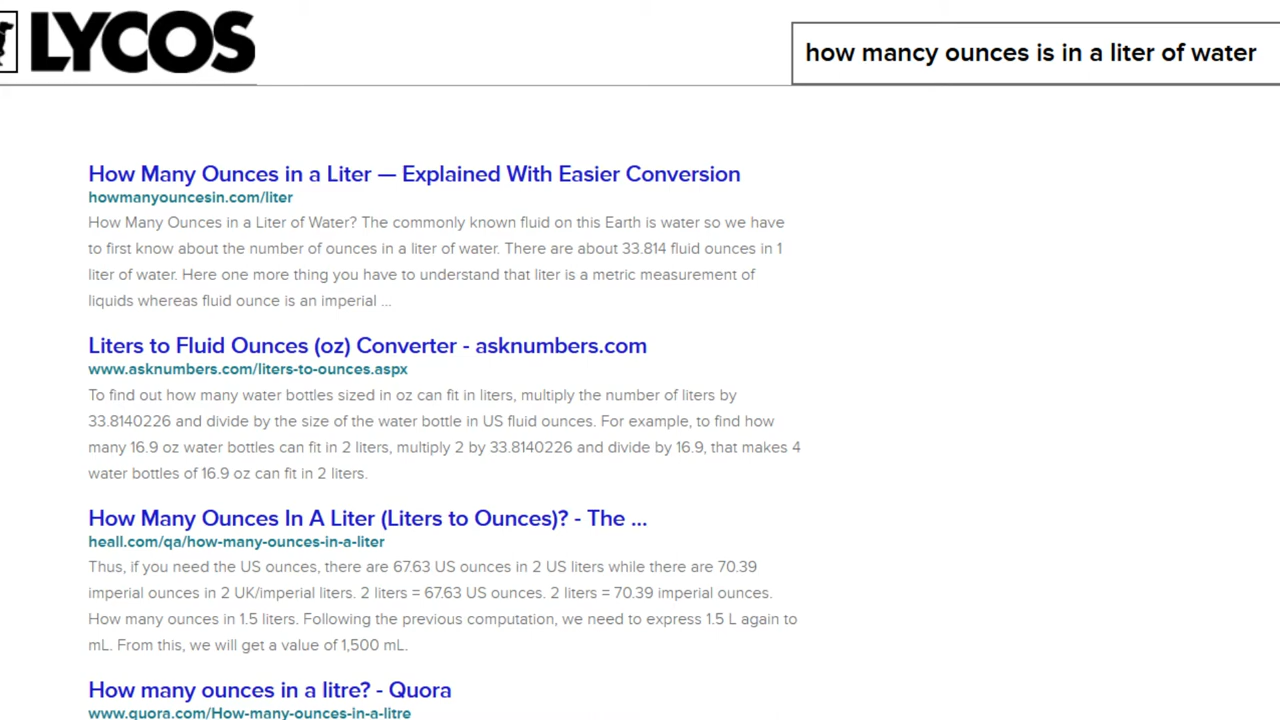 LYCOS
how mancy ounces is in a liter of water
How Many Ounces in a Liter — Explained With Easier Conversion
howmanyouncesin.com/liter
How Many Ounces in a Liter of Water? The commonly known fluid on this Earth is water so we have
to first know about the number of ounces in a liter of water. There are about 33.814 fluid ounces in 1
liter of water. Here one more thing you have to understand that liter is a metric measurement of
liquids whereas fluid ounce is an imperial ...
Liters to Fluid Ounces (oz) Converter - asknumbers.com
www.asknumbers.com/liters-to-ounces.aspx
To find out how many water bottles sized in oz can fit in liters, multiply the number of liters by
33.8140226 and divide by the size of the water bottle in US fluid ounces. For example, to find how
many 16.9 oz water bottles can fit in 2 liters, multiply 2 by 33.8140226 and divide by 16.9, that makes 4
water bottles of 16.9 oz can fit in 2 liters.
How Many Ounces In A Liter (Liters to Ounces)? - The ...
heall.com/qa/how-many-ounces-in-a-liter
Thus, if you need the US ounces, there are 67.63 US ounces in 2 US liters while there are 70.39
imperial ounces in 2 UK/imperial liters. 2 liters = 67.63 US ounces. 2 liters = 70.39 imperial ounces.
How many ounces in 1.5 liters. Following the previous computation, we need to express 1.5 L again to
mL. From this, we will get a value of 1,500 mL.
How many ounces in a litre? - Quora
www.quora.com/How-many-ounces-in-a-litre